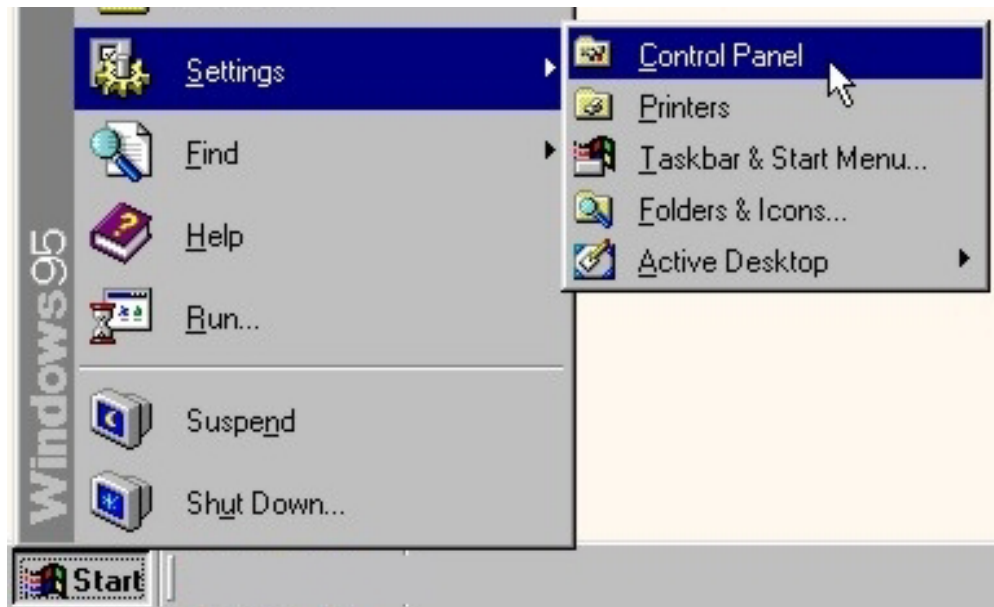 Settings
Find
Help
Run...
Suspend
Shut Down...
Control Panel
Printers
Taskbar & Start Menu...
Folders & Icons...
Active Desktop
Windows95
Start